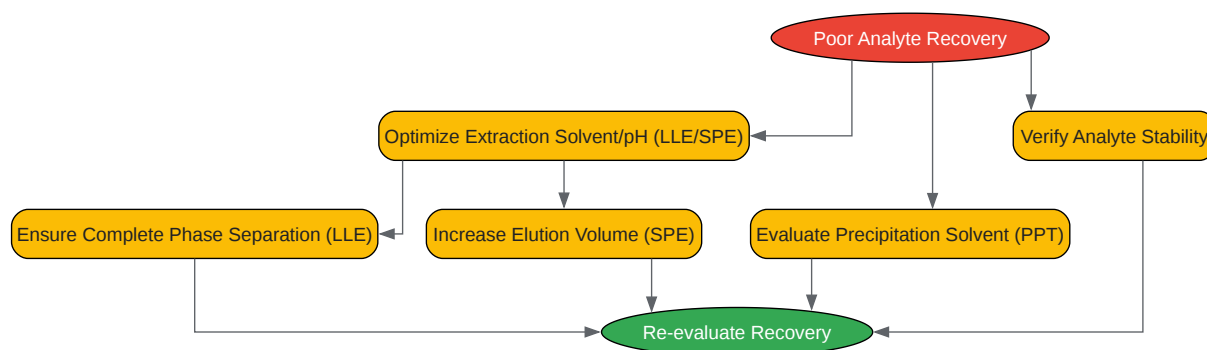 Poor Analyte Recovery
Optimize Extraction Solvent/pH (LLE/SPE)
Verify Analyte Stability
Ensure Complete Phase Separation (LLE)
Increase Elution Volume (SPE)
Evaluate Precipitation Solvent (PPT)
Re-evaluate Recovery